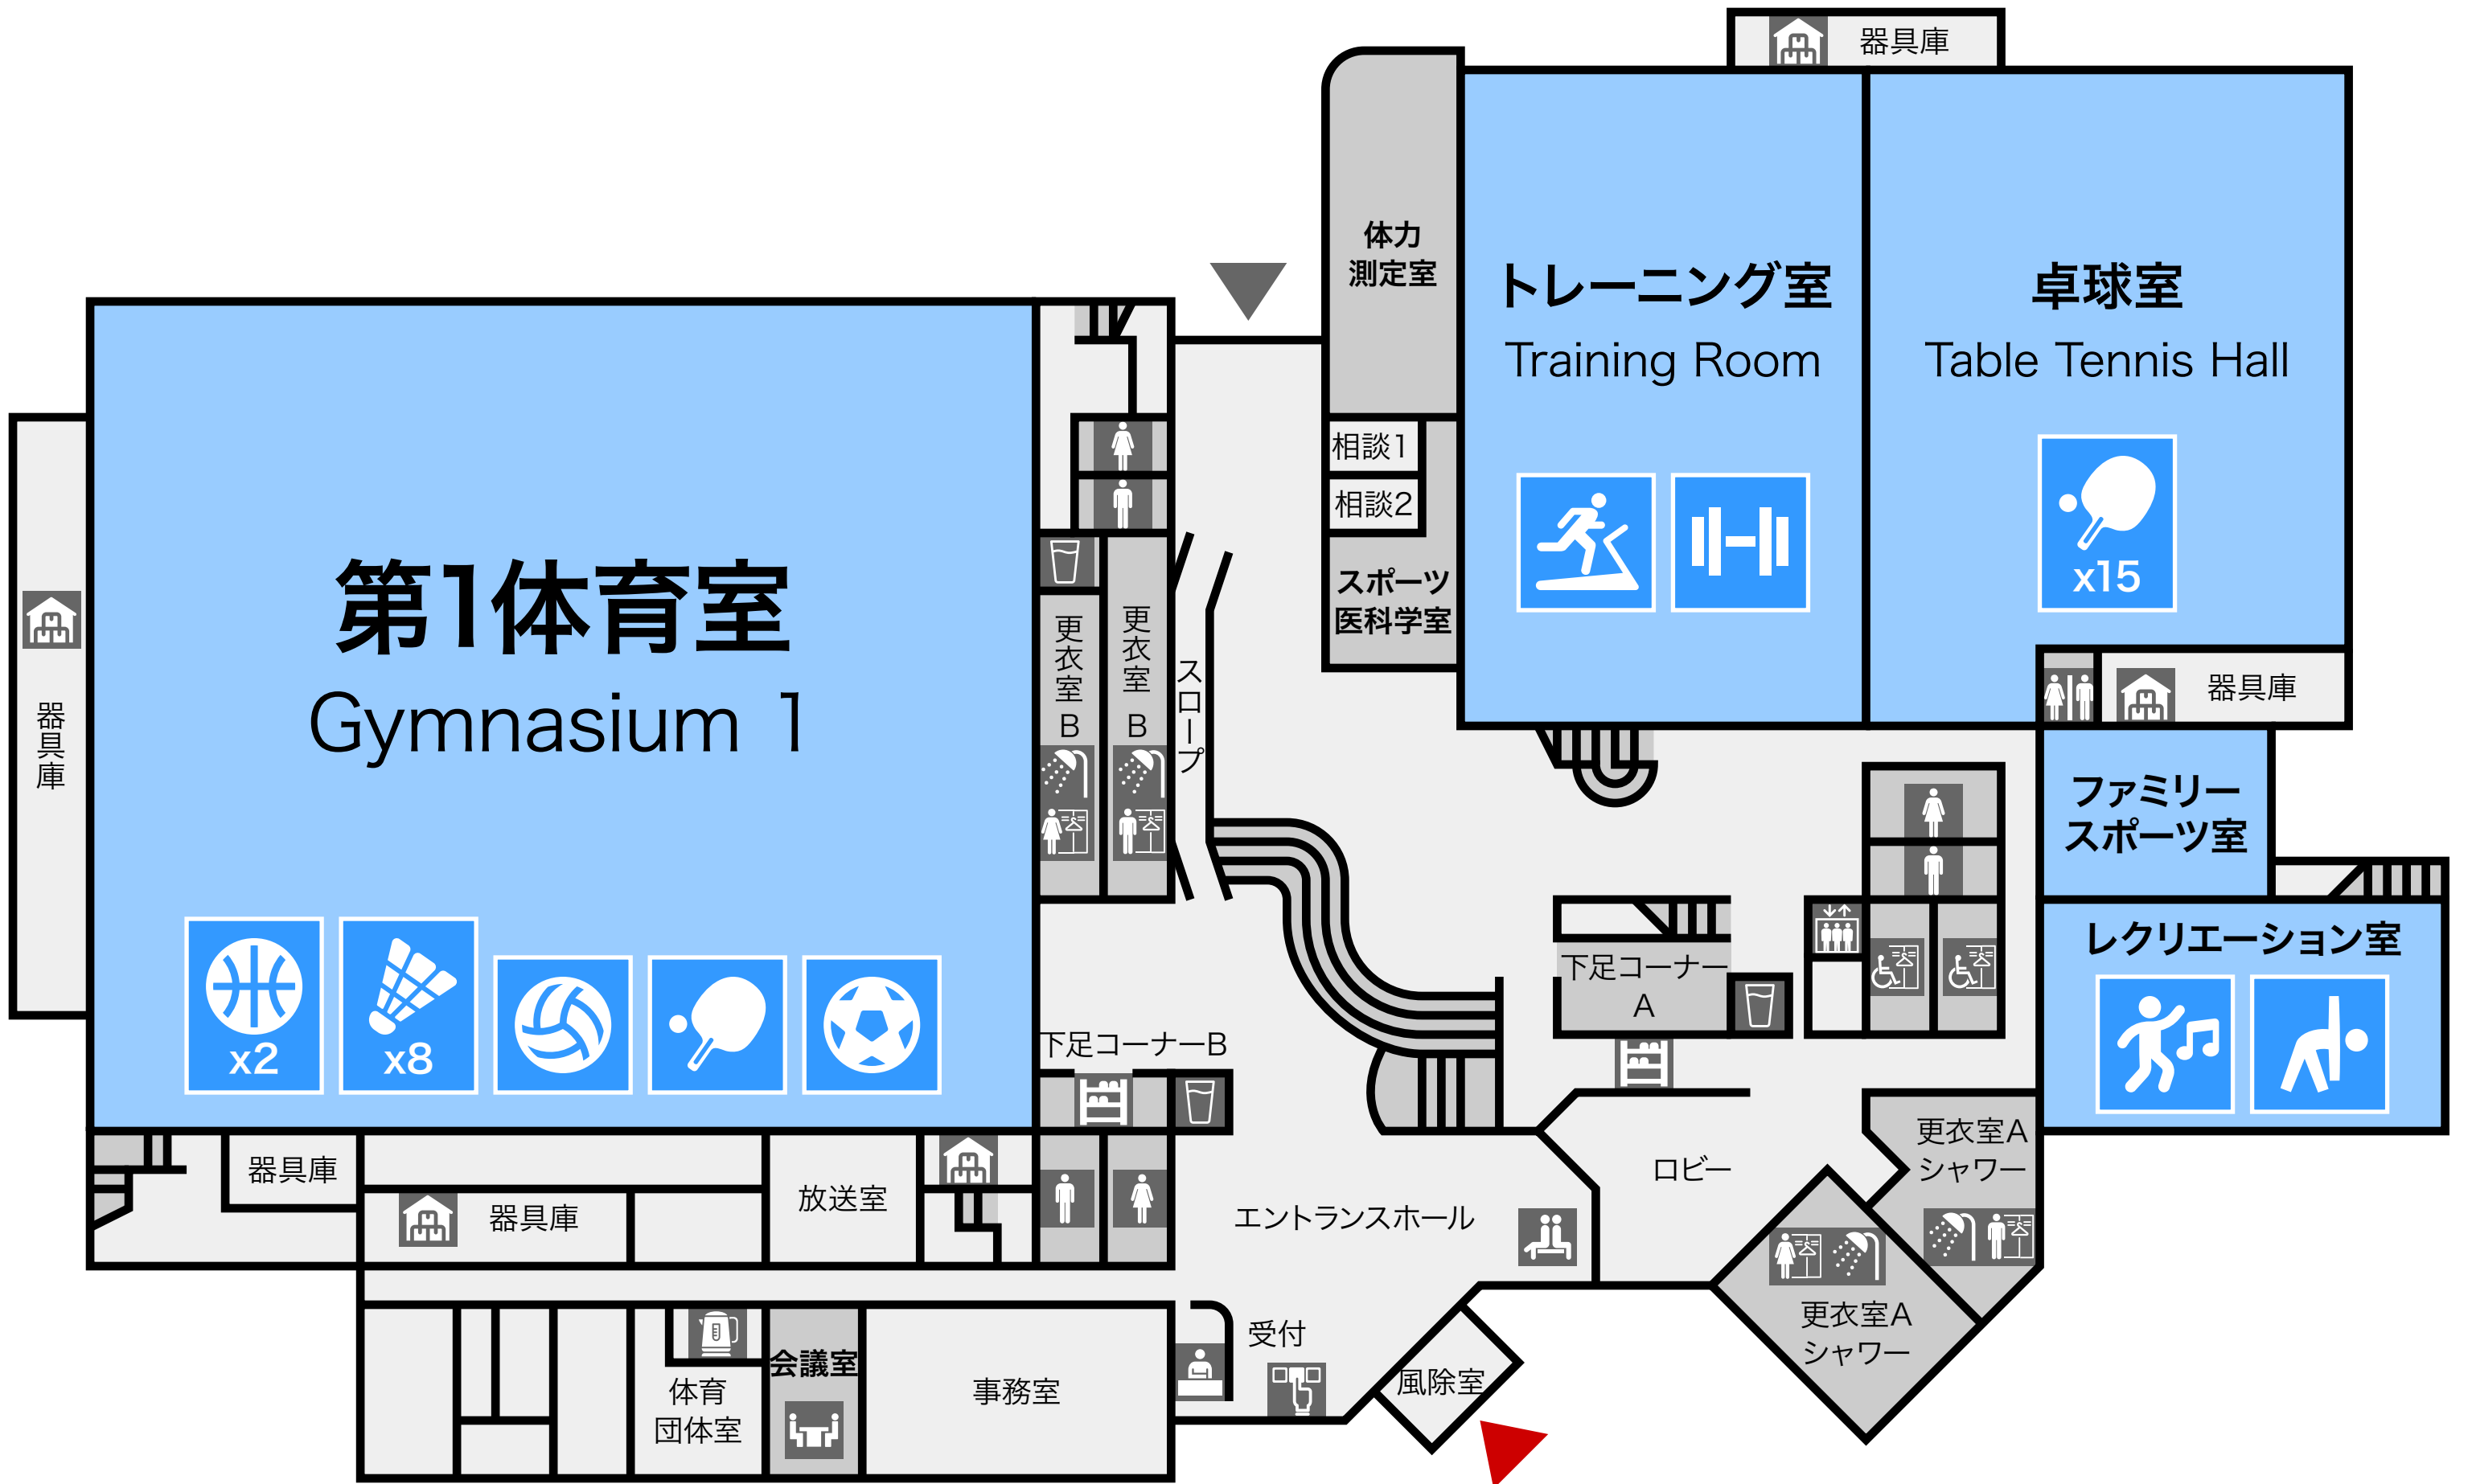 器具庫
体力
測定室
トレーニング室
Training Room
卓球室
Table Tennis Hall
x15
相談1
相談2
スポーツ
医科学室
器具庫
第1体育室
Gymnasium 1
x2
x8
器具庫
更衣室B
更衣室B
スロープ
ファミリー
スポーツ室
レクリエーション室
下足コーナー
A
下足コーナーB
器具庫
器具庫
放送室
エントランスホール
ロビー
更衣室A
シャワー
更衣室A
シャワー
受付
風除室
体育
団体室
会議室
事務室